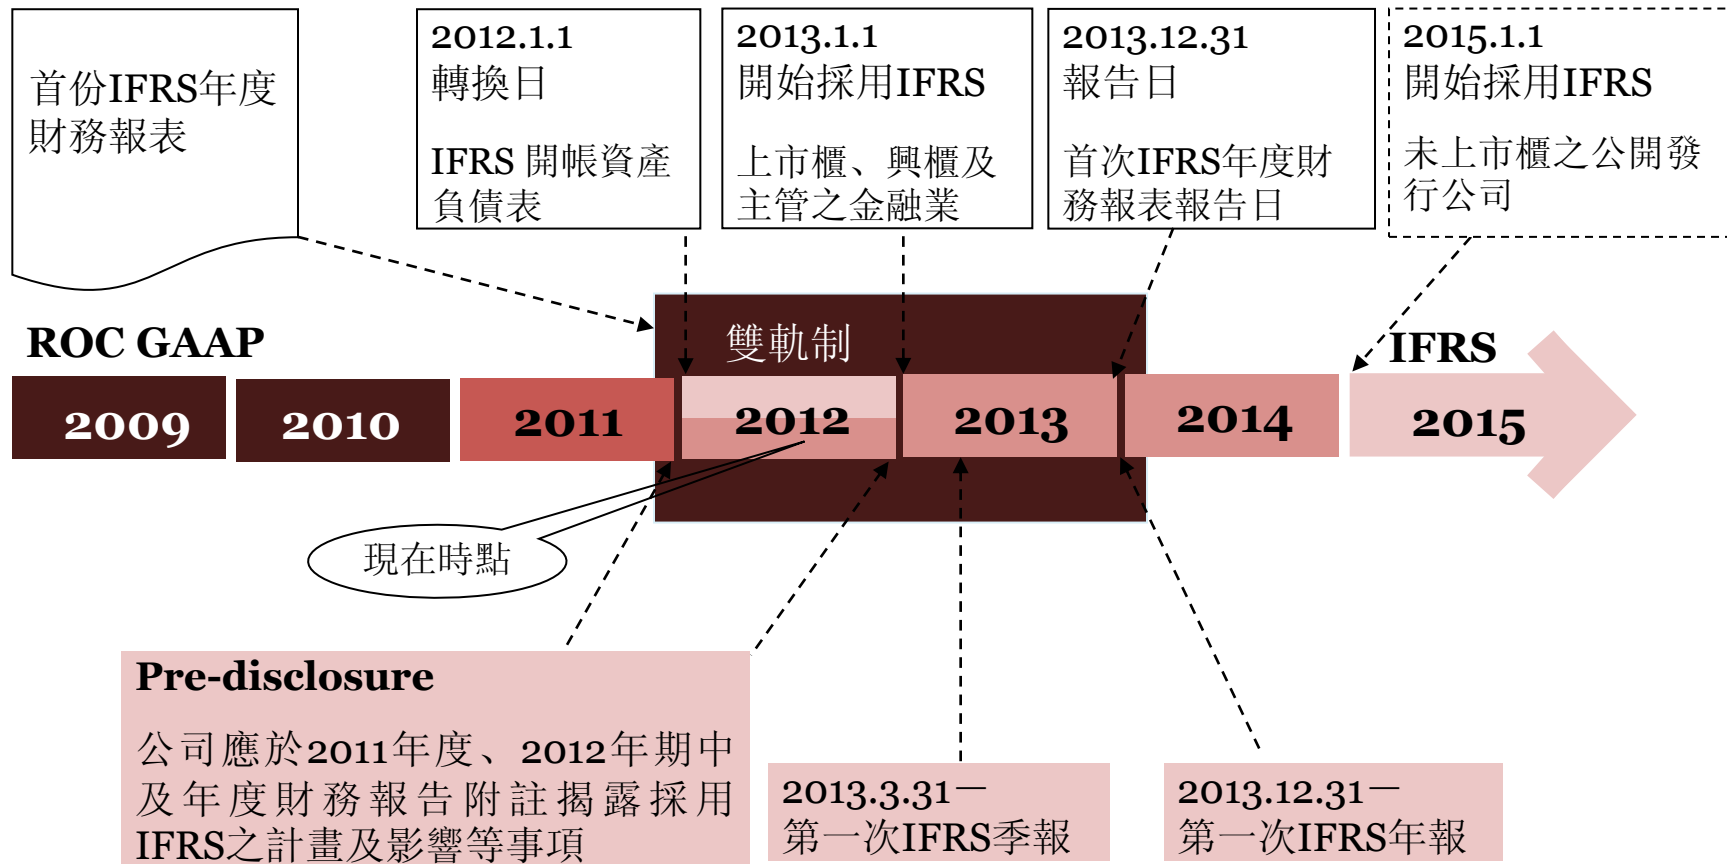 首份IFRS年度
財務報表
2012.1.1
轉換日
IFRS 開帳資產
負債表
2013.1.1
開始採用IFRS
上市櫃、興櫃及
主管之金融業
2013.12.31
報告日
首次IFRS年度財
務報表報告日
2015.1.1
開始採用IFRS
未上市櫃之公開發
行公司
ROC GAAP
雙軌制
IFRS
2009
2010
2011
2012
2013
2014
2015
現在時點
Pre-disclosure
公司應於2011年度、2012年期中
及年度財務報告附註揭露採用
IFRS之計畫及影響等事項
2013.3.31－
第一次IFRS季報
2013.12.31－
第一次IFRS年報